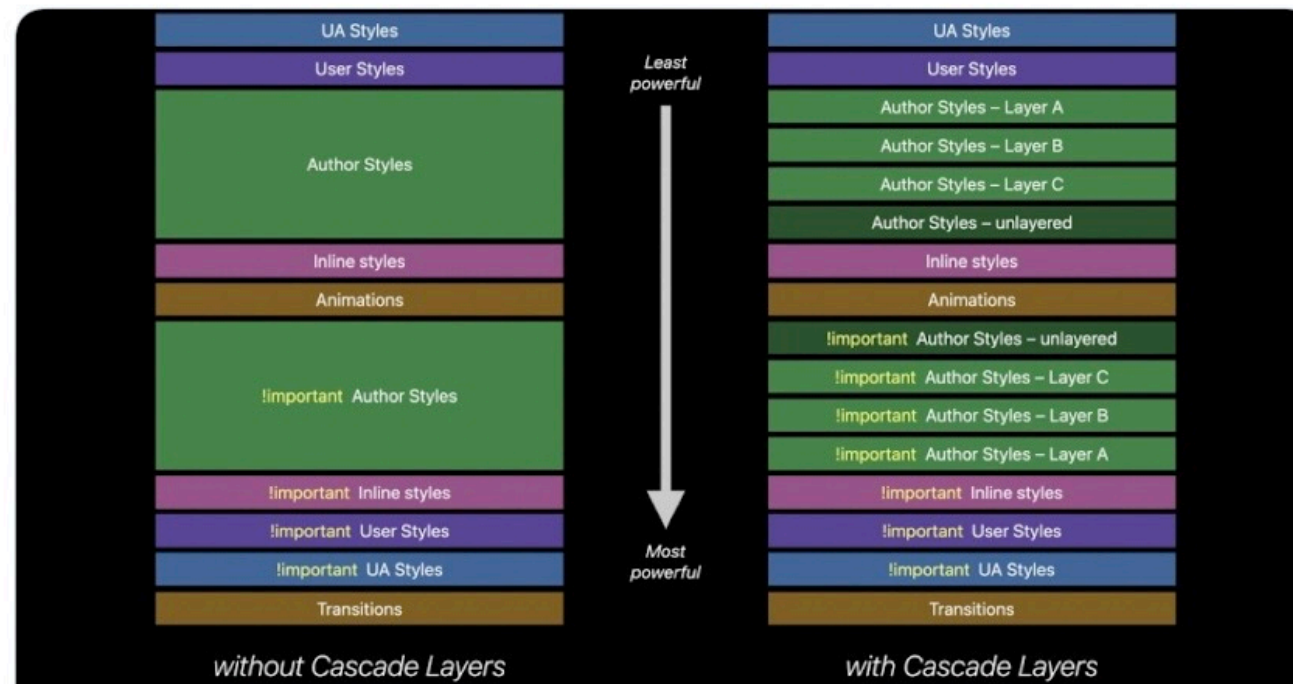 UA Styles
User Styles
Author Styles
Inline styles
Animations
!important Author Styles
!important Inline styles
!important User Styles
!important UA Styles
Transitions
without Cascade Layers
Least
powerful
Most
powerful
UA Styles
User Styles
Author Styles – Layer A
Author Styles – Layer B
Author Styles – Layer C
Author Styles – unlayered
Inline styles
Animations
!important Author Styles – unlayered
!important Author Styles – Layer C
!important Author Styles – Layer B
!important Author Styles – Layer A
!important Inline styles
!important User Styles
!important UA Styles
Transitions
with Cascade Layers